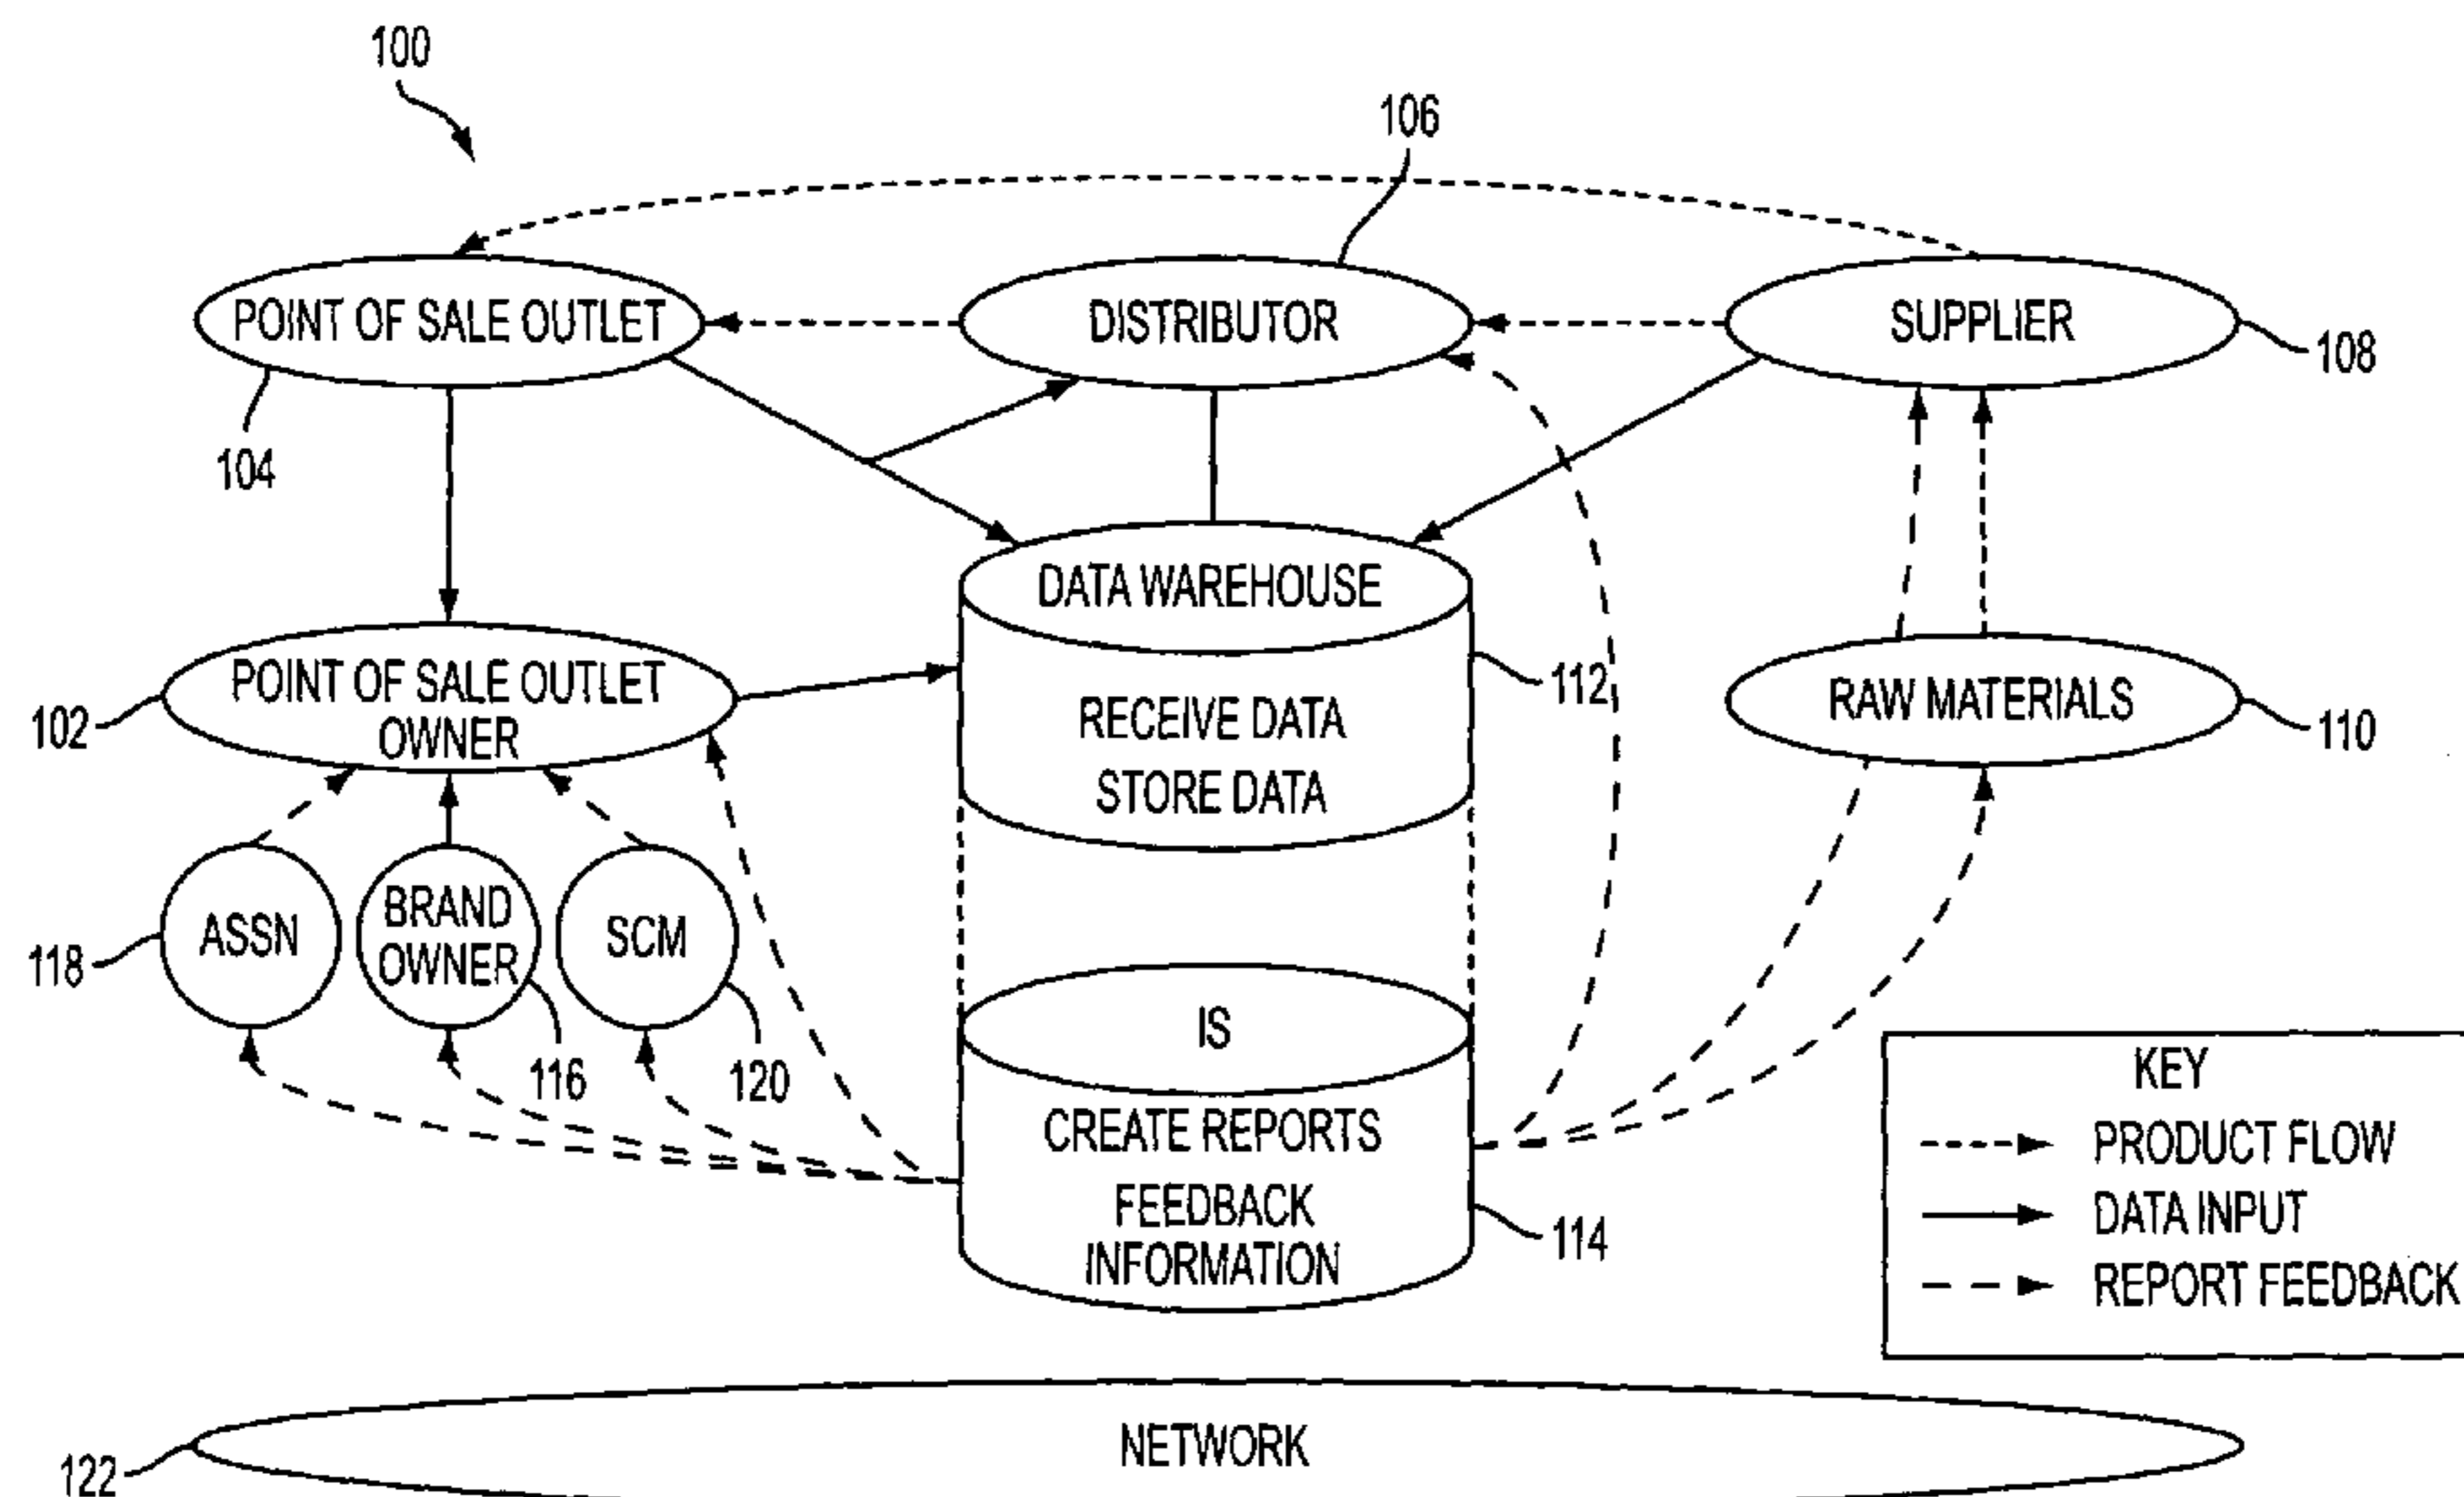 100
106
POINT OF SALE OUTLET
DISTRIBUTOR
SUPPLIER
108
104
DATA WAREHOUSE
112
RECEIVE DATA
STORE DATA
POINT OF SALE OUTLET
OWNER
102
RAW MATERIALS
110
ASSN
BRAND
OWNER
SCM
118
116
120
IS
CREATE REPORTS
FEEDBACK
INFORMATION
114
KEY
PRODUCT FLOW
DATA INPUT
REPORT FEEDBACK
NETWORK
122